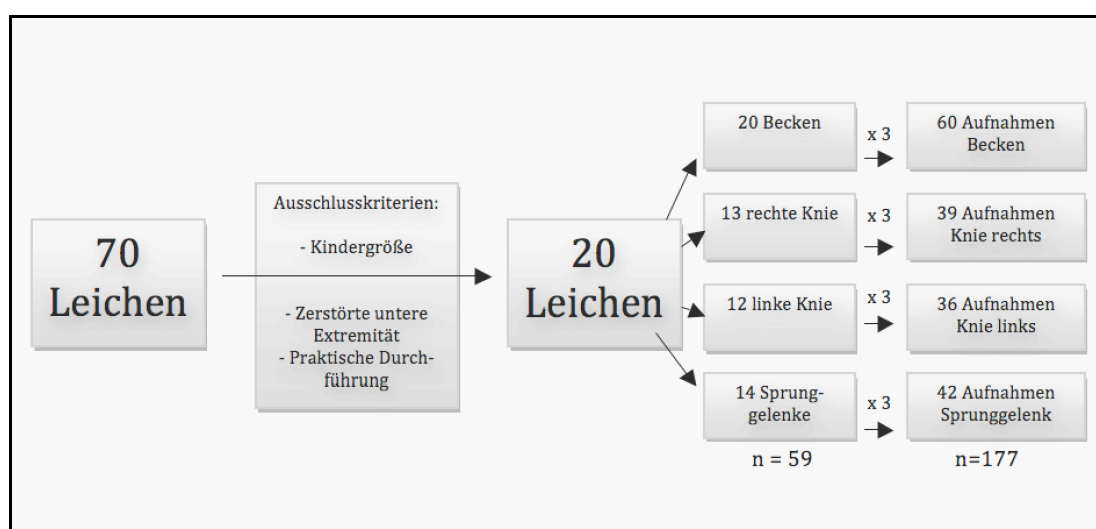 70
Leichen
Ausschlusskriterien:
- Kindergröße
- Zerstörte untere
Extremität
- Praktische Durch-
führung
20
Leichen
20 Becken
x 3
60 Aufnahmen
Becken
13 rechte Knie
x 3
39 Aufnahmen
Knie rechts
12 linke Knie
x 3
36 Aufnahmen
Knie links
14 Sprung-
gelenke
x 3
42 Aufnahmen
Sprunggelenk
n = 59
n=177